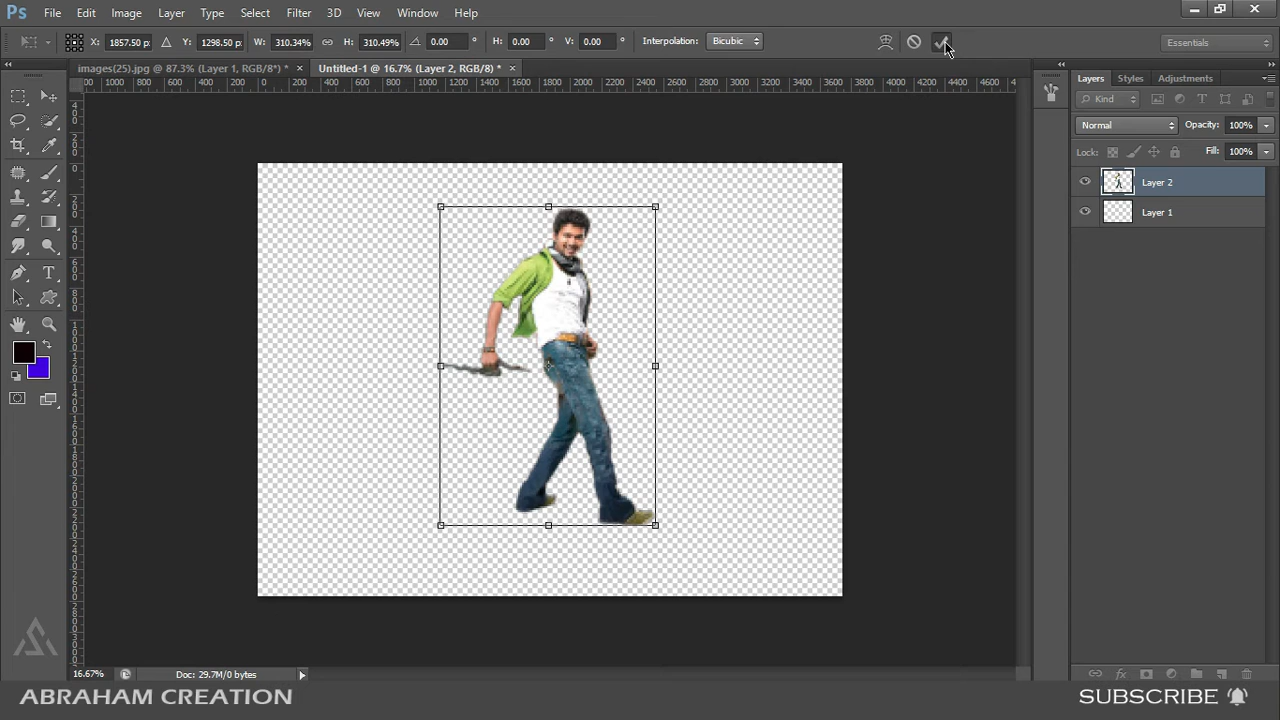 Ps File Edit Image Layer Type Select Filter 3D View Window Help
X: 1857.50 p: Y: 1298.50 p: W: 310.34% H: 310.49% 0.00 ° H: 0.00 ° V: 0.00 ° Interpolation: Bicubic Essentials
images(25).jpg @ 87.3% (Layer 1, RGB/8*) * × Untitled-1 @ 16.7% (Layer 2, RGB/8) * ×
Layers Styles Adjustments
Kind
Normal Opacity: 100%
Lock: Fill: 100%
Layer 2
Layer 1
16.67% Doc: 29.7M/0 bytes
ABRAHAM CREATION SUBSCRIBE